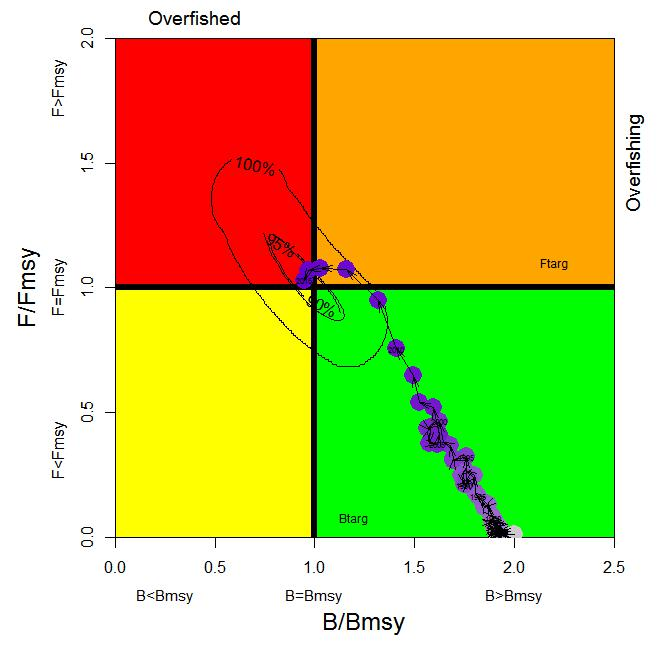 Overfished
2.0
F>Fmsy
1.5
100%
Overfishing
95%
Ftarg
F/Fmsy
F=Fmsy
1.0
90%
0.5
F<Fmsy
Btarg
0.0
0.0 0.5 1.0 1.5 2.0 2.5
B<Bmsy B=Bmsy B>Bmsy
B/Bmsy